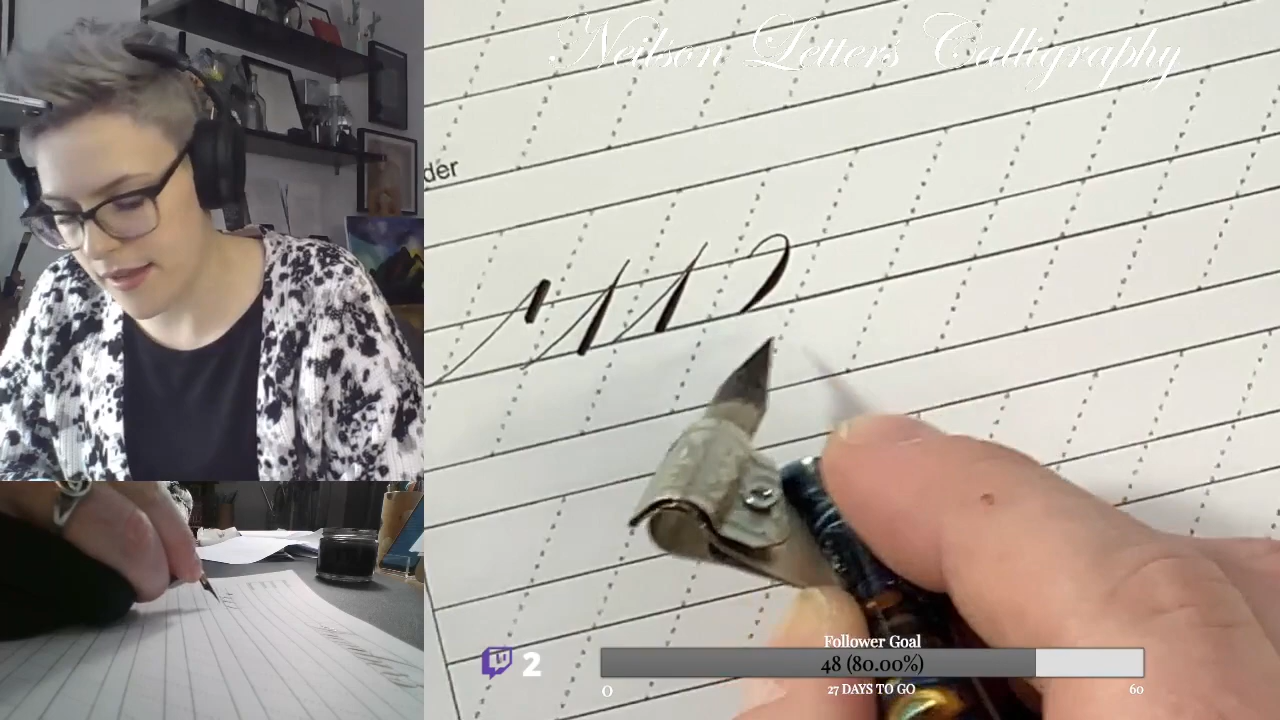 Neilson Letters Calligraphy
der
Follower Goal
2
48 (80.00%)
0
27 DAYS TO GO
60